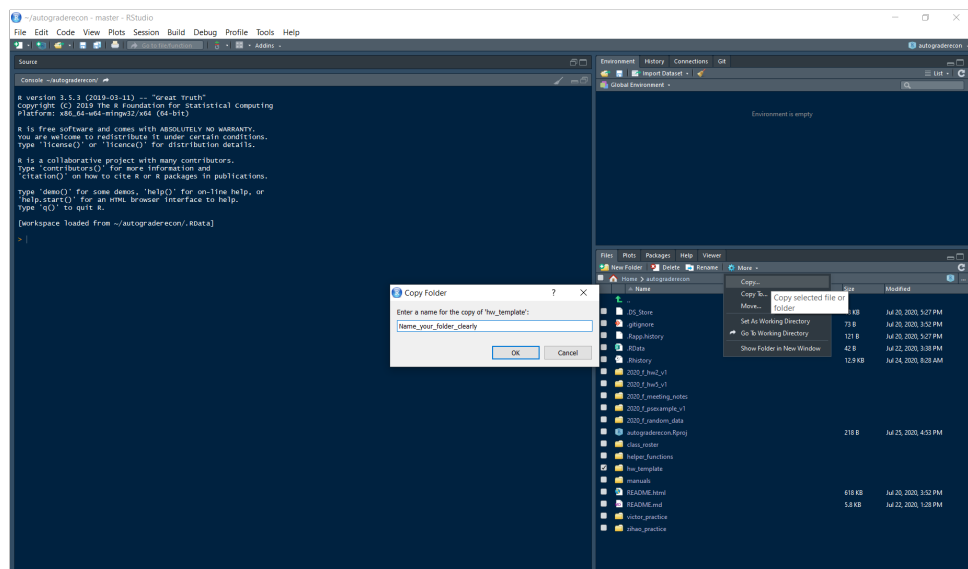 ~/autograderecon - master - RStudio
File Edit Code View Plots Session Build Debug Profile Tools Help
Go to file/function Addins autograderecon
Source
Console ~/autograderecon/
R version 3.5.3 (2019-03-11) -- "Great Truth"
Copyright (C) 2019 The R Foundation for Statistical Computing
Platform: x86_64-w64-mingw32/x64 (64-bit)
R is free software and comes with ABSOLUTELY NO WARRANTY.
You are welcome to redistribute it under certain conditions.
Type 'license()' or 'licence()' for distribution details.
R is a collaborative project with many contributors.
Type 'contributors()' for more information and
'citation()' on how to cite R or R packages in publications.
Type 'demo()' for some demos, 'help()' for on-line help, or
'help.start()' for an HTML browser interface to help.
Type 'q()' to quit R.
[Workspace loaded from ~/autograderecon/.RData]
>
Environment History Connections Git
Import Dataset List
Global Environment
Environment is empty
Files Plots Packages Help Viewer
New Folder Delete Rename More
Home autograderecon
Name Size Modified
Copy...
Copy To...
Move...
Set As Working Directory
Go To Working Directory
Show Folder in New Window
Copy selected file or
folder
..
.DS_Store KB Jul 20, 2020, 5:27 PM
.gitignore 73 B Jul 20, 2020, 3:52 PM
.Rapp.history 121 B Jul 20, 2020, 5:27 PM
.RData 42 B Jul 22, 2020, 3:38 PM
.Rhistory 12.9 KB Jul 24, 2020, 8:28 AM
2020_f_hw2_v1
2020_f_hw5_v1
2020_f_meeting_notes
2020_f_psexample_v1
2020_f_random_data
autograderecon.Rproj 218 B Jul 25, 2020, 4:53 PM
class_roster
helper_functions
hw_template
manuals
README.html 618 KB Jul 20, 2020, 3:52 PM
README.md 5.8 KB Jul 22, 2020, 1:28 PM
victor_practice
zihao_practice
Copy Folder
Enter a name for the copy of 'hw_template':
Name_your_folder_clearly
OK Cancel